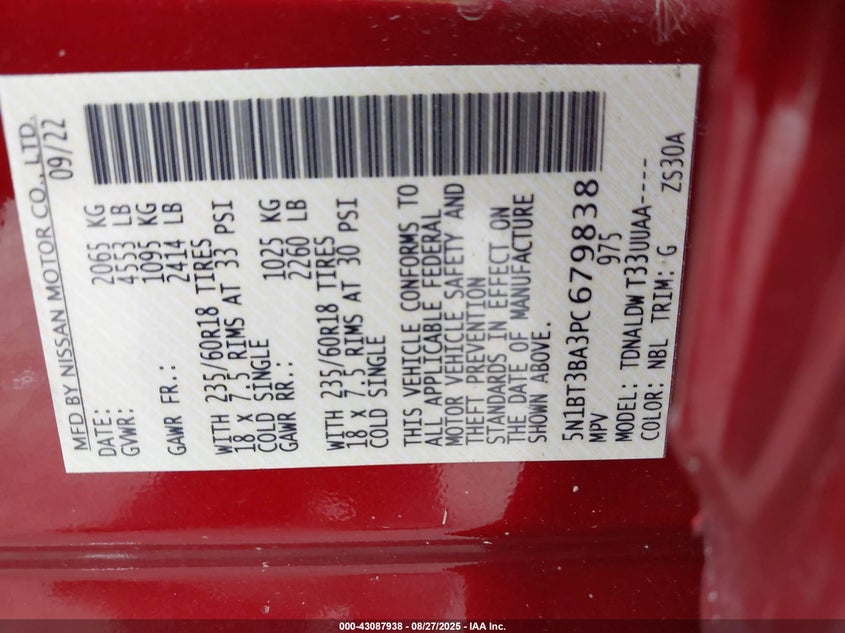 MFD BY NISSAN MOTOR CO., LTD.
DATE: 09/22
GVWR: 2065 KG
4553 LB
GAWR FR.: 1095 KG
2414 LB
WITH 235/60R18 TIRES
18 X 7.5 RIMS AT 33 PSI
COLD SINGLE
GAWR RR.: 1025 KG
2260 LB
WITH 235/60R18 TIRES
18 X 7.5 RIMS AT 30 PSI
COLD SINGLE
THIS VEHICLE CONFORMS TO
ALL APPLICABLE FEDERAL
MOTOR VEHICLE SAFETY AND
THEFT PREVENTION
STANDARDS IN EFFECT ON
THE DATE OF MANUFACTURE
SHOWN ABOVE.
5N1BT3BA3PC679838
MPV 975
MODEL: TDNALDW T33UUAA----
COLOR: NBL TRIM: G ZS30A
000-43087938 - 08/27/2025 - IAA Inc.